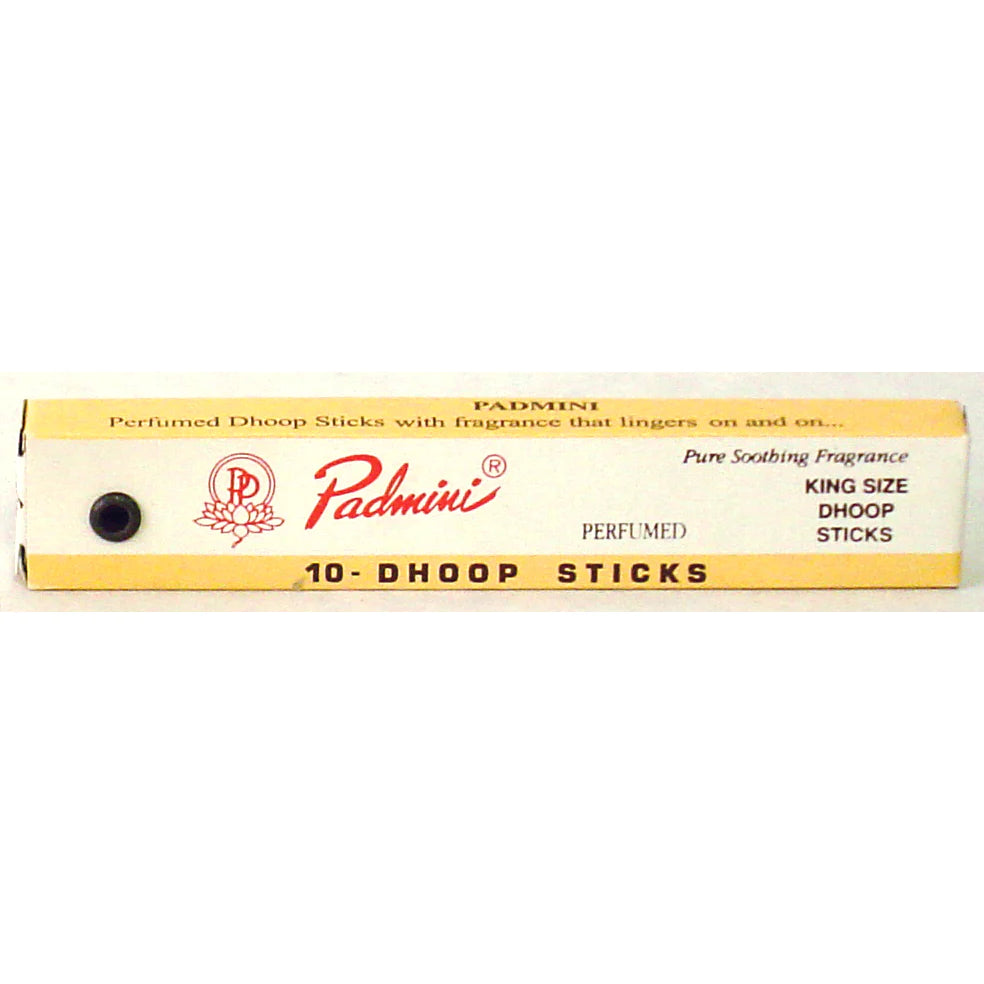 PADMINI
Perfumed Dhoop Sticks with fragrance that lingers on and on...
PP
Padmini®
Pure Soothing Fragrance
KING SIZE
DHOOP
STICKS
PERFUMED
10- DHOOP STICKS